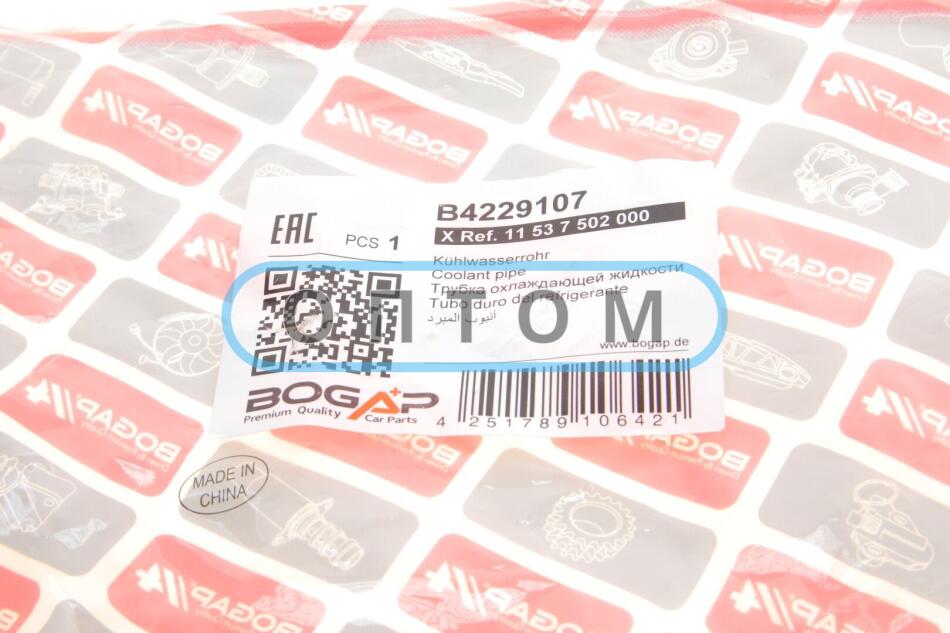 B4229107
X Ref. 11 53 7 502 000
EAC
PCS 1
Kühlwasserrohr
Coolant pipe
Трубка охлаждающей жидкости
Tubo duro del refrigerante
أنبوب المبرد
ОПТОМ
www.bogap.de
BOGAP
Premium Quality Car Parts
4 251789 106421
MADE IN
CHINA